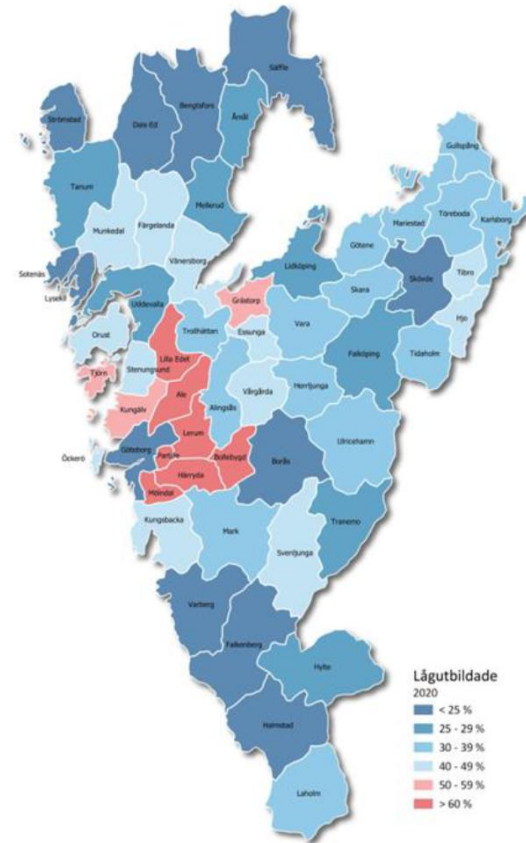 Säffle
Bengtsfors
Dals-Ed
Strömstad
Åmål
Tanum
Mellerud
Gullspång
Munkedal
Färgelanda
Töreboda
Karlsborg
Mariestad
Vänersborg
Götene
Sotenäs
Lidköping
Skövde
Tibro
Lysekil
Skara
Grästorp
Uddevalla
Hjo
Trollhättan
Vara
Essunga
Orust
Falköping
Tidaholm
Lilla Edet
Stenungsund
Tjörn
Herrljunga
Vårgårda
Ale
Alingsås
Kungälv
Lerum
Ulricehamn
Öckerö
Göteborg
Partille
Bollebygd
Borås
Härryda
Mölndal
Kungsbacka
Tranemo
Mark
Svenljunga
Varberg
Falkenberg
Hylte
Halmstad
Laholm
Lågutbildade
2020
< 25 %
25 - 29 %
30 - 39 %
40 - 49 %
50 - 59 %
> 60 %